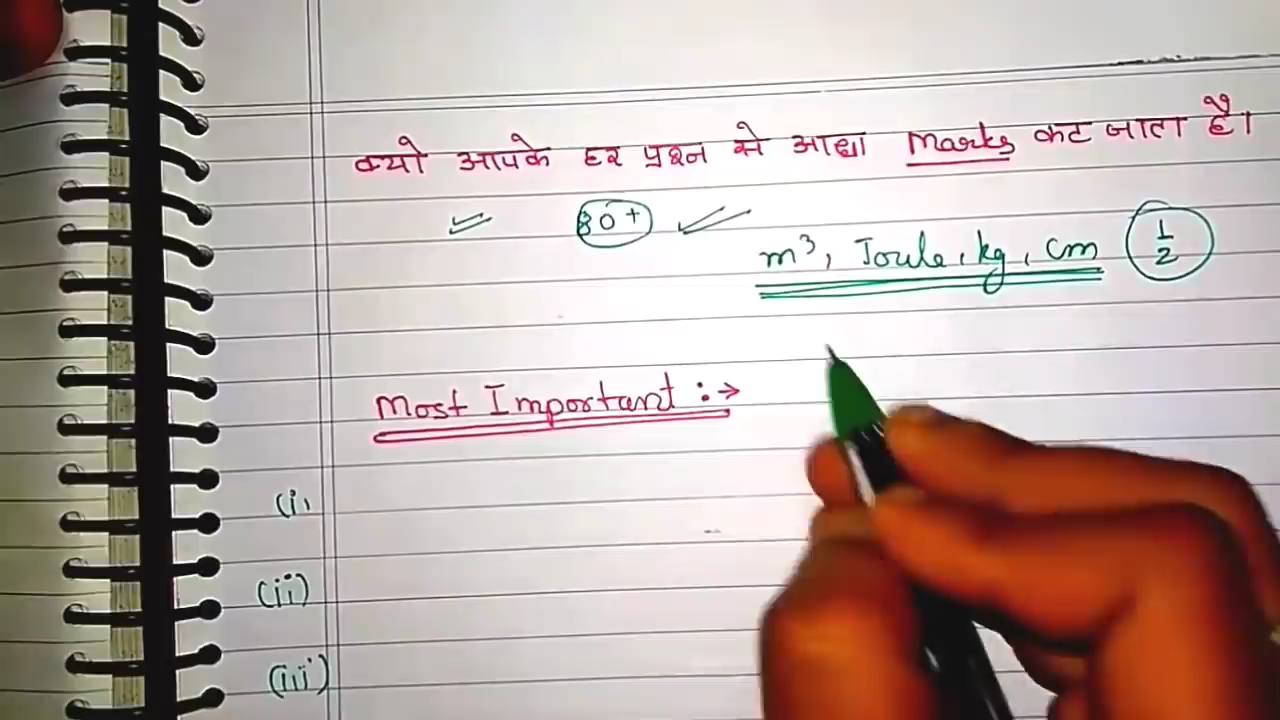 क्यो आपके हर प्रश्न से आधा Marks कट जाता है।
80+
m³, Joule, kg, cm 1/2
Most Important :→
(i)
(ii)
(iii)